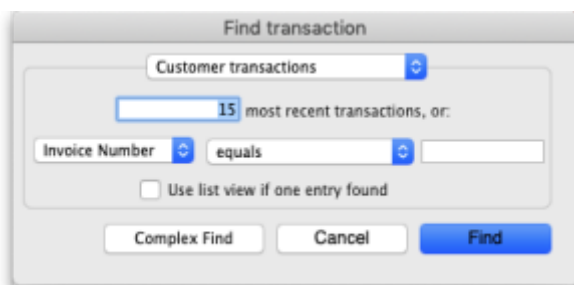 Find transaction
Customer transactions
15 most recent transactions, or:
Invoice Number equals
Use list view if one entry found
Complex Find Cancel Find